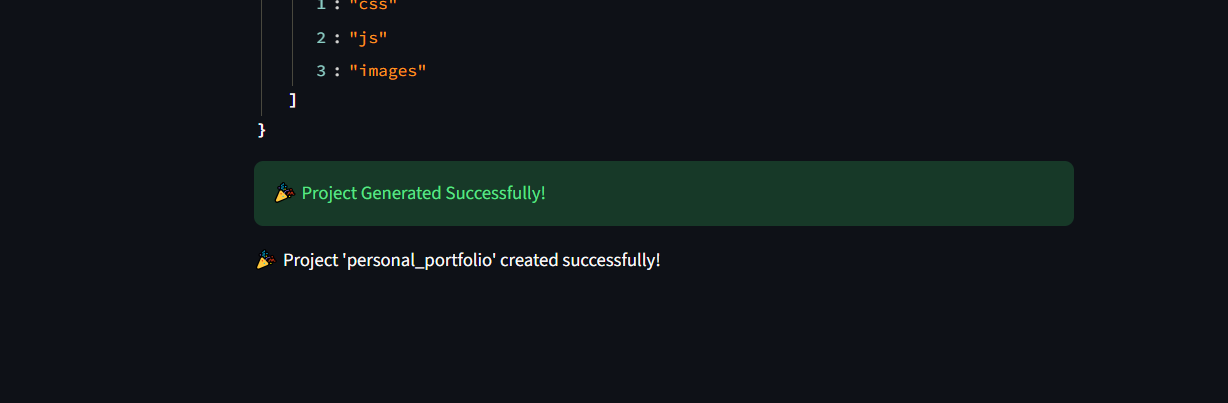 1 : "css"
2 : "js"
3 : "images"
]
}
🎉 Project Generated Successfully!
🎉 Project 'personal_portfolio' created successfully!